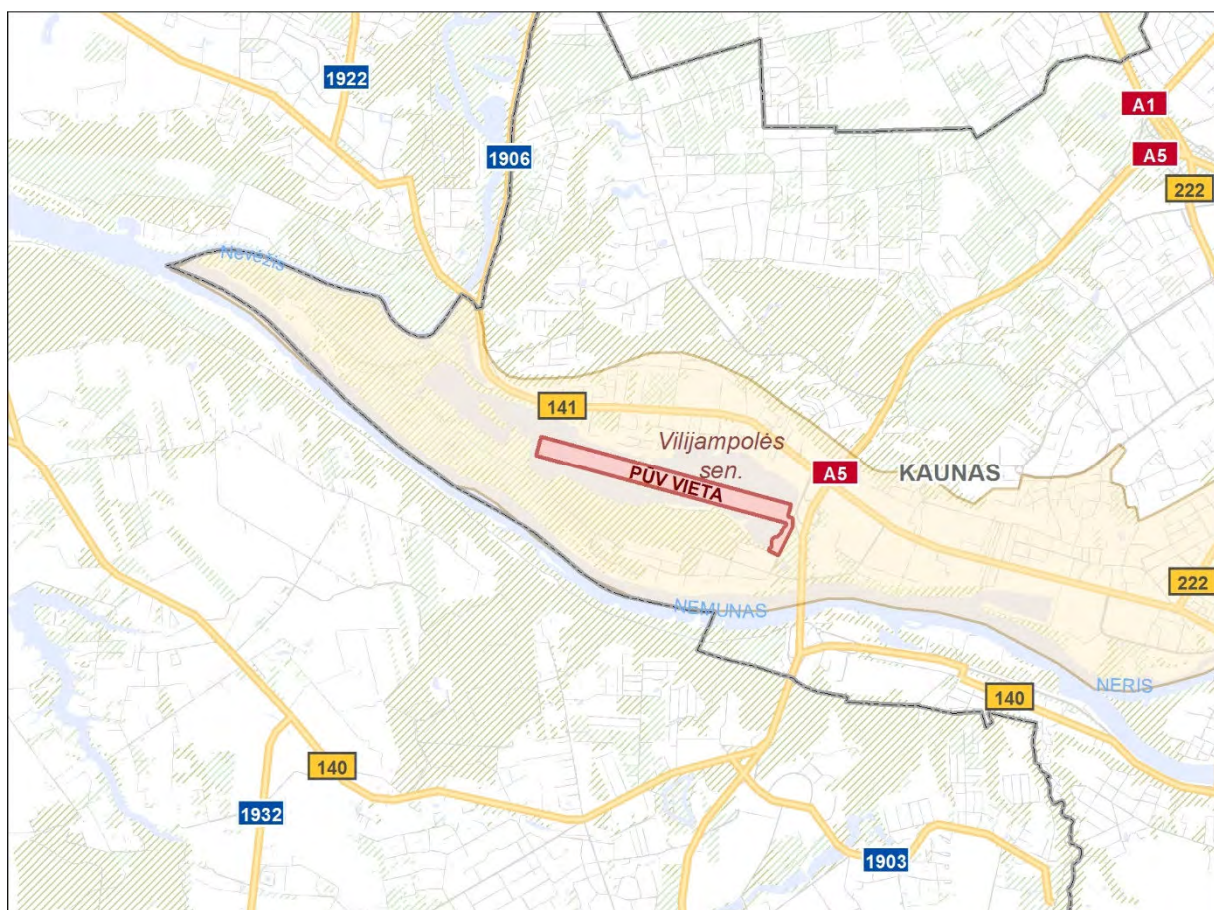 1922
A1
1906
A5
222
Nevėžis
141
Vilijampolės
sen.
PŪV VIETA
A5
KAUNAS
222
NEMUNAS
NERIS
140
140
1932
1903